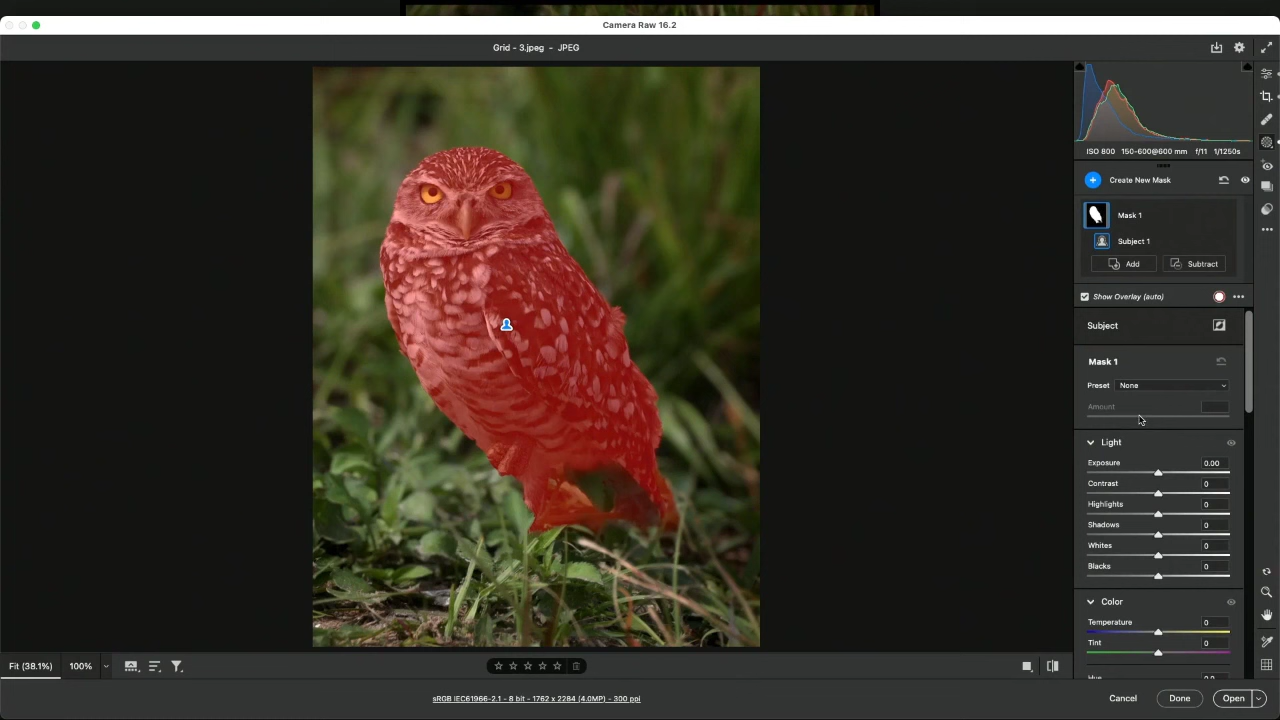 Camera Raw 16.2
Grid - 3.jpeg - JPEG
ISO 800 150-600@600 mm f/11 1/1250s
Create New Mask
Mask 1
Subject 1
Add Subtract
Show Overlay (auto)
Subject
Mask 1
Preset None
Amount
Light
Exposure 0.00
Contrast 0
Highlights 0
Shadows 0
Whites 0
Blacks 0
Color
Temperature 0
Tint 0
Fit (38.1%) 100%
sRGB IEC61966-2.1 - 8 bit - 1762 x 2284 (4.0MP) - 300 ppi
Cancel Done Open